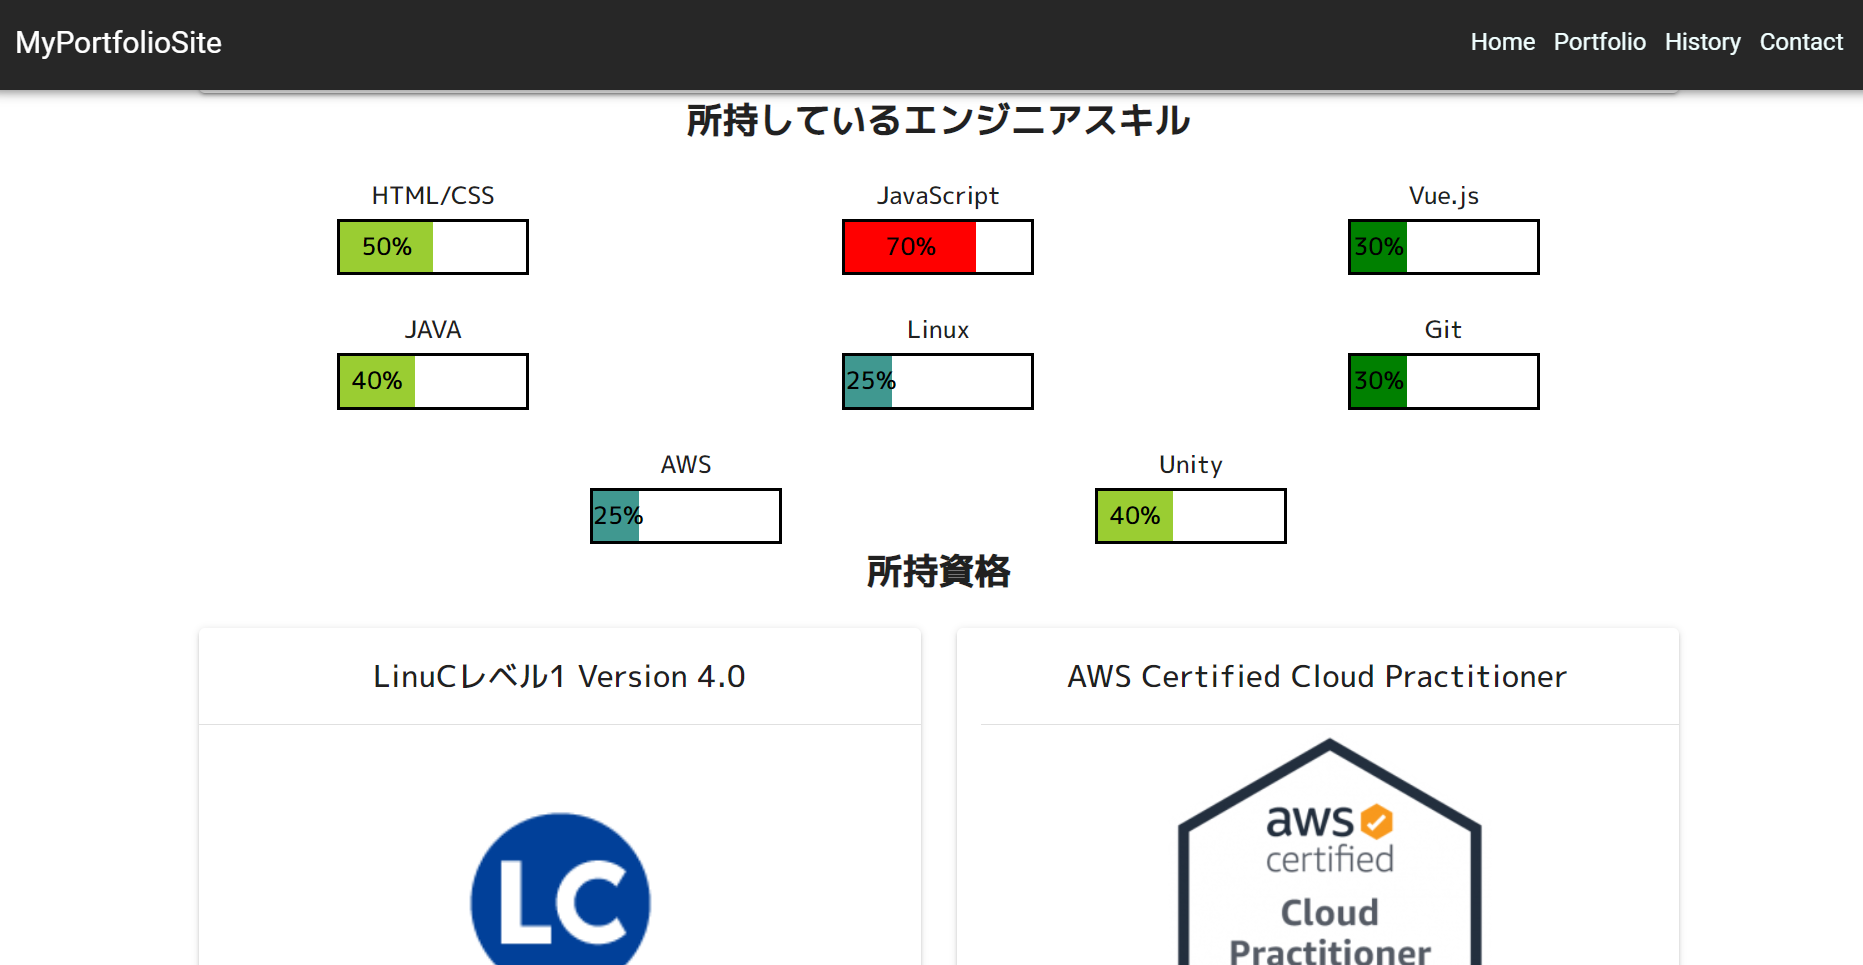 MyPortfolioSite
Home Portfolio History Contact
所持しているエンジニアスキル
HTML/CSS JavaScript Vue.js
50% 70% 30%
JAVA Linux Git
40% 25% 30%
AWS Unity
25% 40%
所持資格
LinuCレベル1 Version 4.0
LC
AWS Certified Cloud Practitioner
aws
certified
Cloud
Practitioner